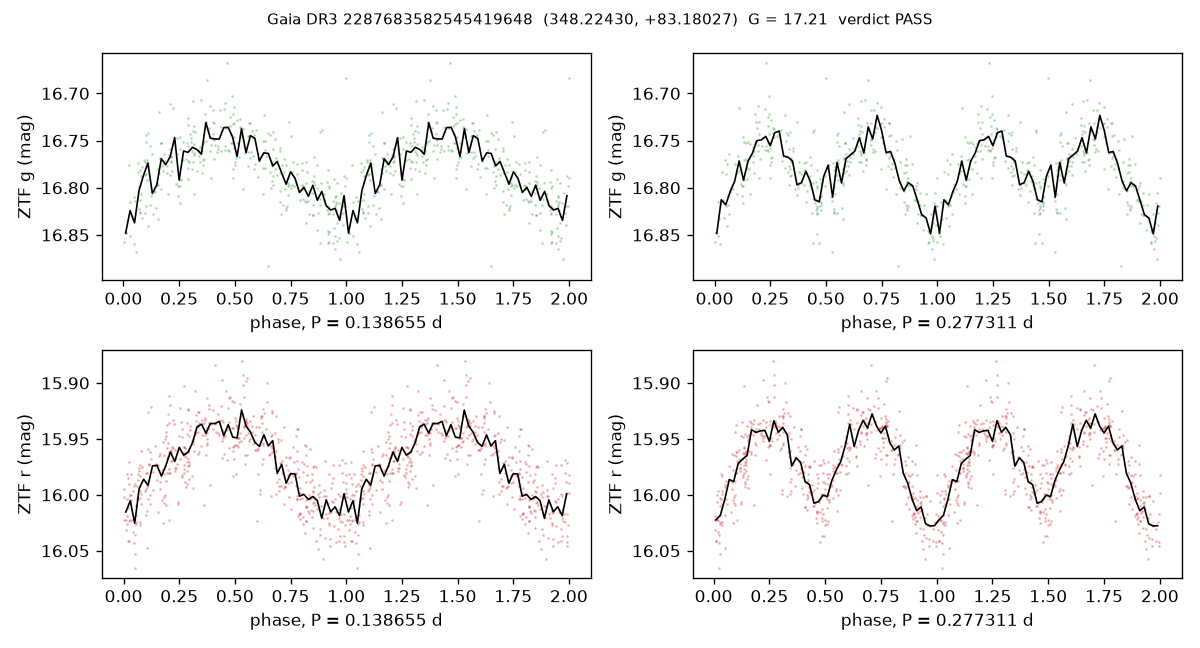 Gaia DR3 2287683582545419648 (348.22430, +83.18027) G = 17.21 verdict PASS
ZTF g (mag)
16.70
16.75
16.80
16.85
0.00 0.25 0.50 0.75 1.00 1.25 1.50 1.75 2.00
phase, P = 0.138655 d
ZTF g (mag)
16.70
16.75
16.80
16.85
0.00 0.25 0.50 0.75 1.00 1.25 1.50 1.75 2.00
phase, P = 0.277311 d
ZTF r (mag)
15.90
15.95
16.00
16.05
0.00 0.25 0.50 0.75 1.00 1.25 1.50 1.75 2.00
phase, P = 0.138655 d
ZTF r (mag)
15.90
15.95
16.00
16.05
0.00 0.25 0.50 0.75 1.00 1.25 1.50 1.75 2.00
phase, P = 0.277311 d